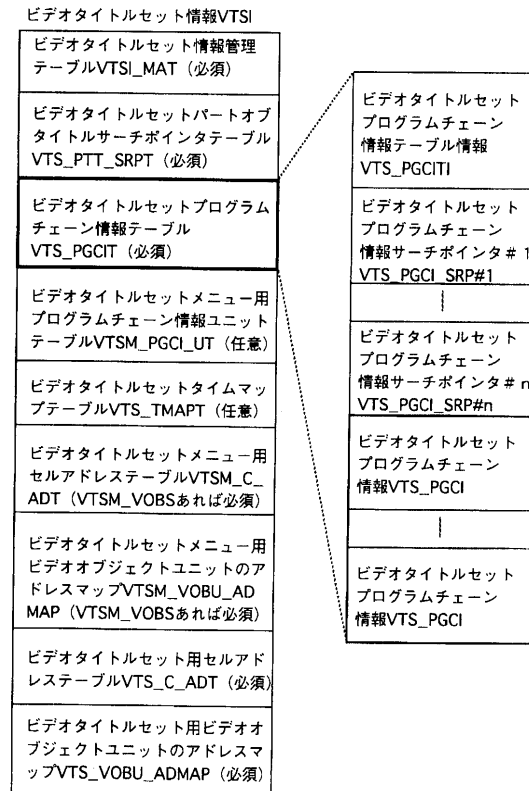 ビデオタイトルセット情報VTSI
ビデオタイトルセット情報管理
テーブルVTSI_MAT（必須）
ビデオタイトルセットパートオブ
タイトルサーチポインタテーブル
VTS_PTT_SRPT（必須）
ビデオタイトルセットプログラム
チェーン情報テーブル
VTS_PGCIT（必須）
ビデオタイトルセットメニュー用
プログラムチェーン情報ユニット
テーブルVTSM_PGCI_UT（任意）
ビデオタイトルセットタイムマッ
プテーブルVTS_TMAPT（任意）
ビデオタイトルセットメニュー用
セルアドレステーブルVTSM_C_
ADT（VTSM_VOBSあれば必須）
ビデオタイトルセットメニュー用
ビデオオブジェクトユニットのア
ドレスマップVTSM_VOBU_AD
MAP（VTSM_VOBSあれば必須）
ビデオタイトルセット用セルアド
レステーブルVTS_C_ADT（必須）
ビデオタイトルセット用ビデオオ
ブジェクトユニットのアドレスマ
ップVTS_VOBU_ADMAP（必須）
ビデオタイトルセット
プログラムチェーン
情報テーブル情報
VTS_PGCITI
ビデオタイトルセット
プログラムチェーン
情報サーチポインタ＃1
VTS_PGCI_SRP#1
ビデオタイトルセット
プログラムチェーン
情報サーチポインタ＃n
VTS_PGCI_SRP#n
ビデオタイトルセット
プログラムチェーン
情報VTS_PGCI
ビデオタイトルセット
プログラムチェーン
情報VTS_PGCI